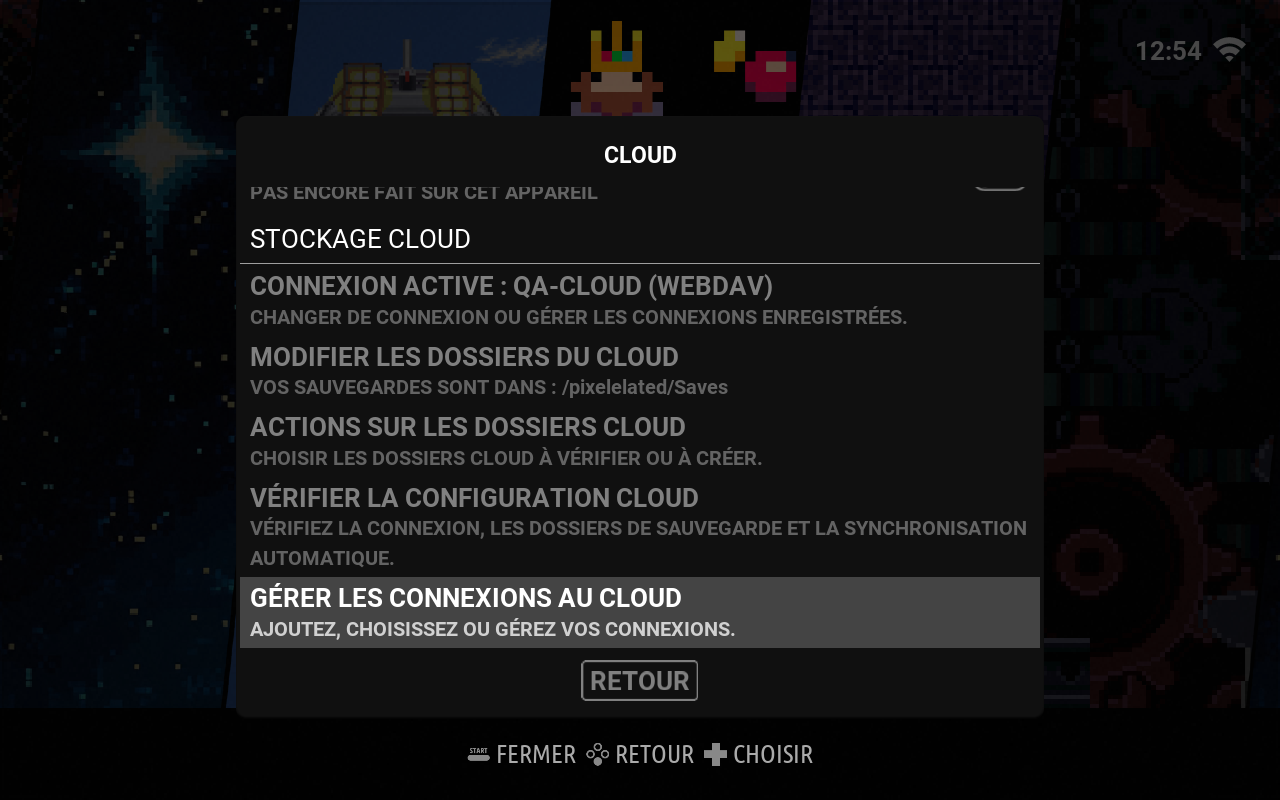 12:54
CLOUD
PAS ENCORE FAIT SUR CET APPAREIL
STOCKAGE CLOUD
CONNEXION ACTIVE : QA-CLOUD (WEBDAV)
CHANGER DE CONNEXION OU GÉRER LES CONNEXIONS ENREGISTRÉES.
MODIFIER LES DOSSIERS DU CLOUD
VOS SAUVEGARDES SONT DANS : /pixelelated/Saves
ACTIONS SUR LES DOSSIERS CLOUD
CHOISIR LES DOSSIERS CLOUD À VÉRIFIER OU À CRÉER.
VÉRIFIER LA CONFIGURATION CLOUD
VÉRIFIEZ LA CONNEXION, LES DOSSIERS DE SAUVEGARDE ET LA SYNCHRONISATION
AUTOMATIQUE.
GÉRER LES CONNEXIONS AU CLOUD
AJOUTEZ, CHOISISSEZ OU GÉREZ VOS CONNEXIONS.
RETOUR
START FERMER RETOUR CHOISIR